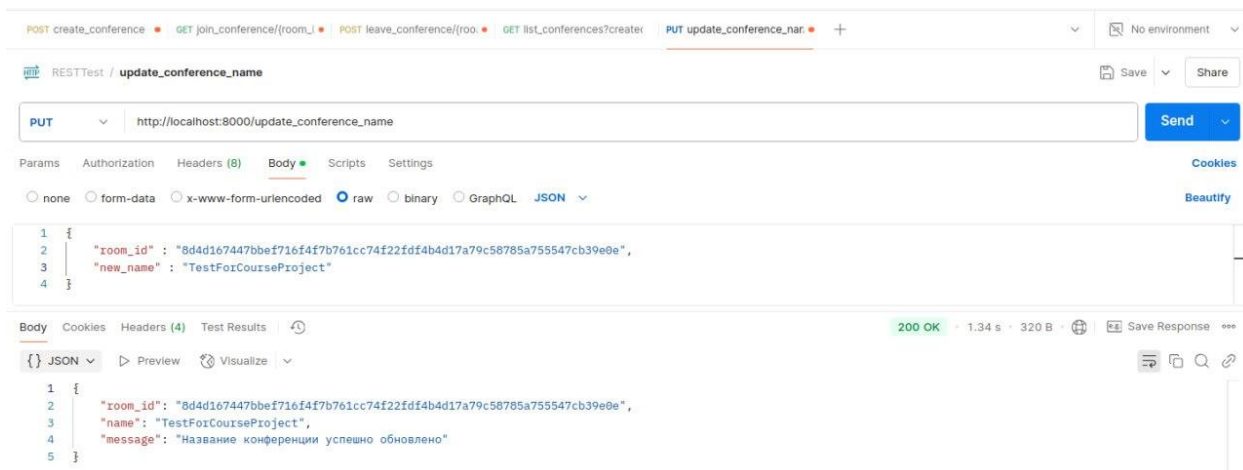 POST create_conference GET join_conference/{room_i POST leave_conference/{roo. GET list_conferences?created PUT update_conference_nar. + No environment
HTTP RESTTest / update_conference_name Save Share
PUT http://localhost:8000/update_conference_name Send
Params Authorization Headers (8) Body Scripts Settings Cookies
none form-data x-www-form-urlencoded raw binary GraphQL JSON Beautify
1 {
2 "room_id" : "8d4d167447bbef716f4f7b761cc74f22fdf4b4d17a79c58785a755547cb39e0e",
3 "new_name" : "TestForCourseProject"
4 }
Body Cookies Headers (4) Test Results 200 OK 1.34 s 320 B Save Response
{} JSON Preview Visualize
1 {
2 "room_id": "8d4d167447bbef716f4f7b761cc74f22fdf4b4d17a79c58785a755547cb39e0e",
3 "name": "TestForCourseProject",
4 "message": "Название конференции успешно обновлено"
5 }